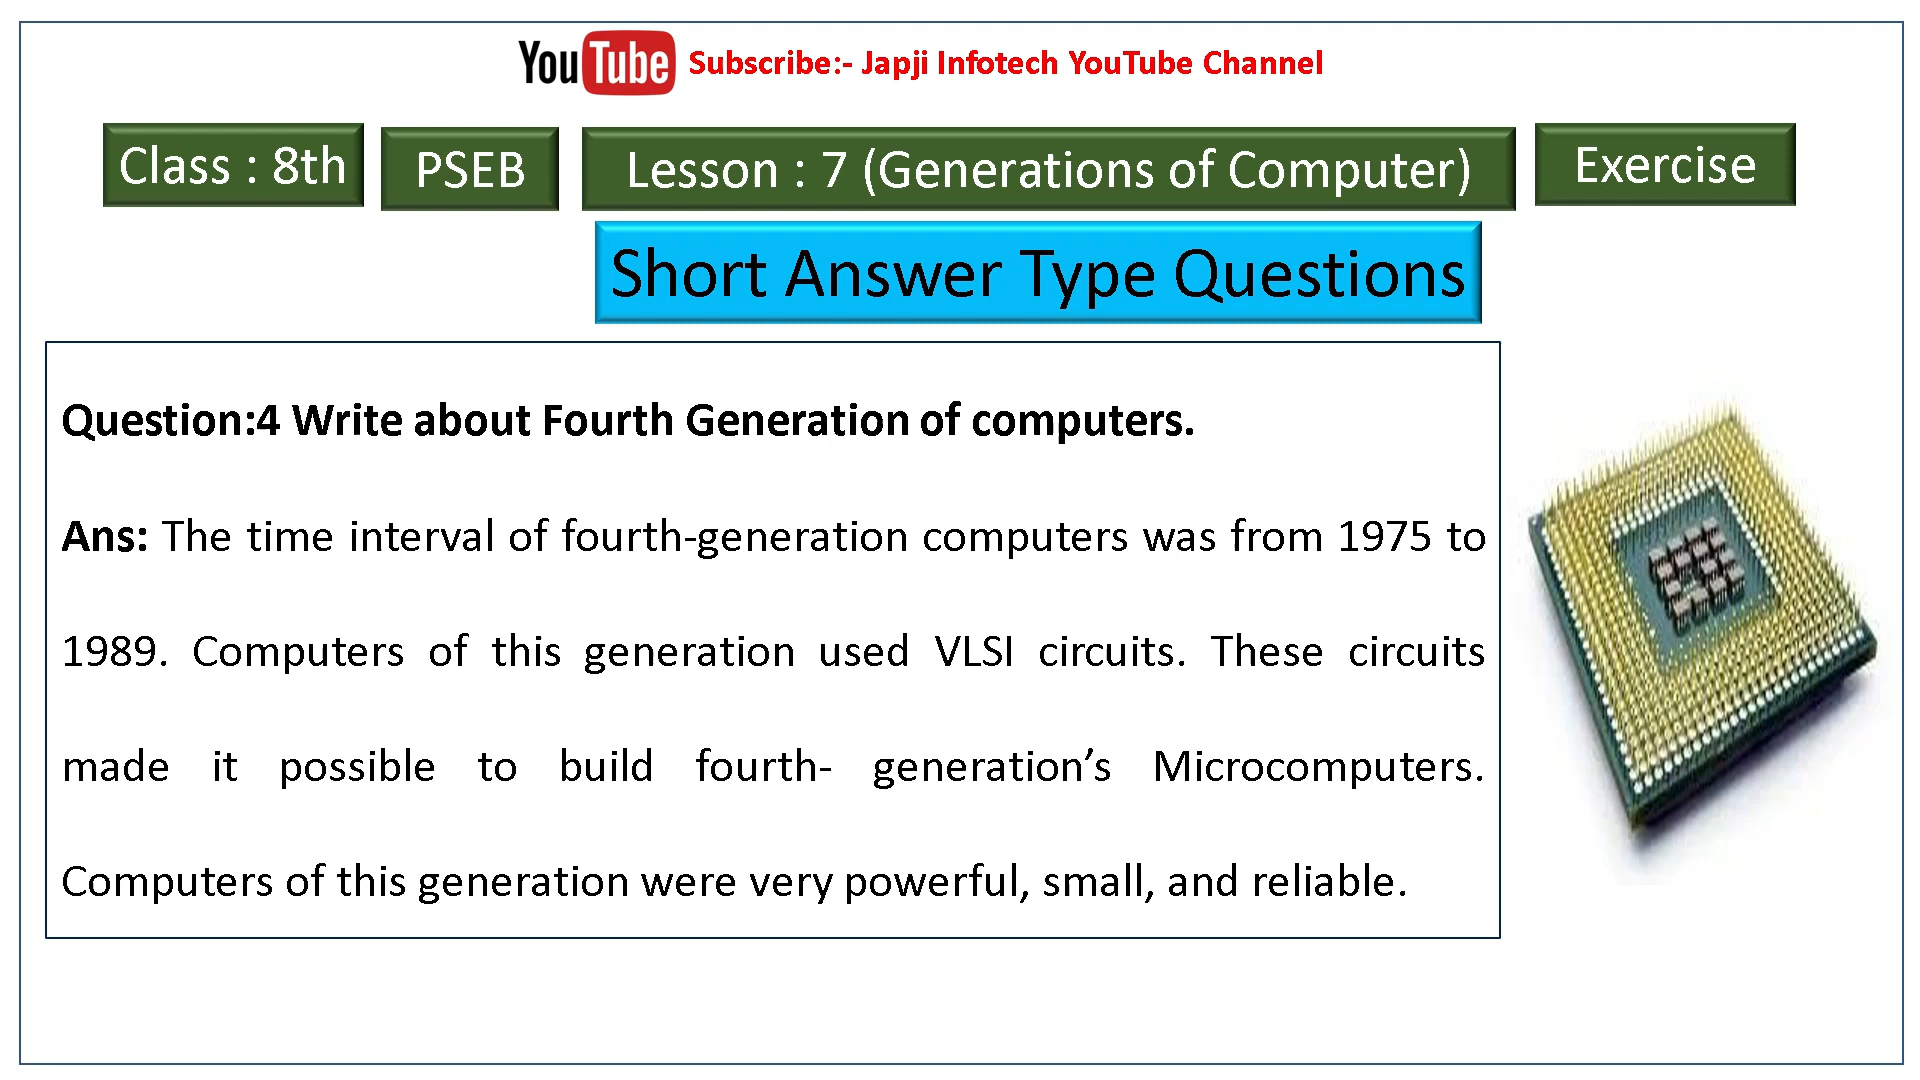 YouTube Subscribe:- Japji Infotech YouTube Channel
Class : 8th PSEB Lesson : 7 (Generations of Computer) Exercise
Short Answer Type Questions
Question:4 Write about Fourth Generation of computers.
Ans: The time interval of fourth-generation computers was from 1975 to
1989. Computers of this generation used VLSI circuits. These circuits
made it possible to build fourth- generation’s Microcomputers.
Computers of this generation were very powerful, small, and reliable.